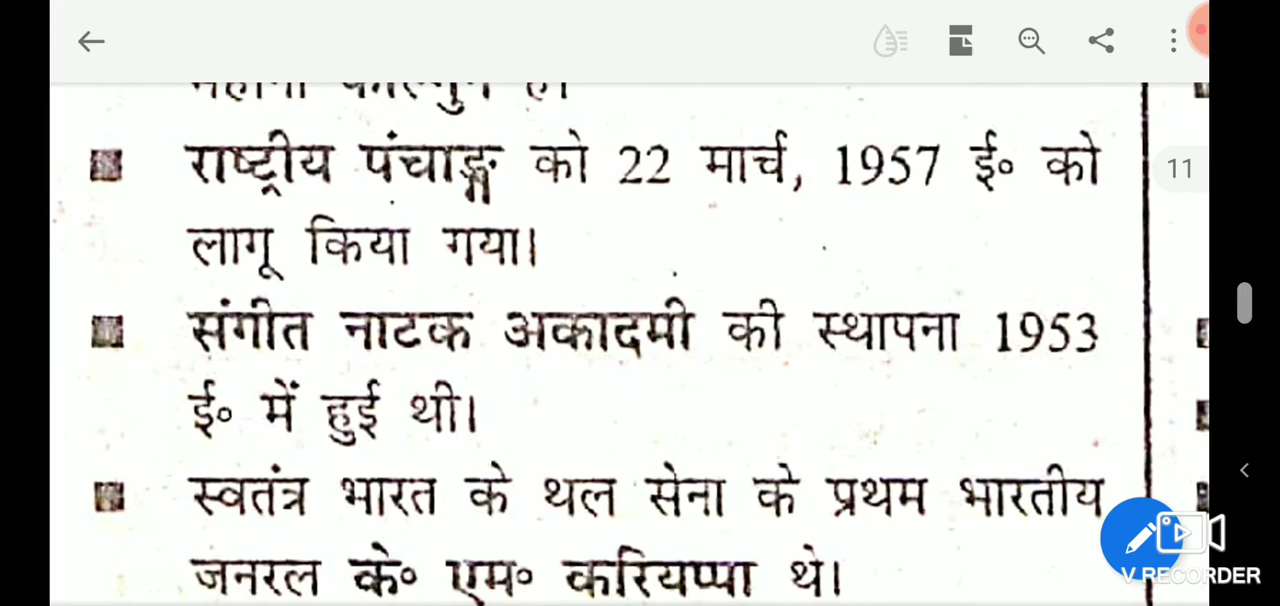 राष्ट्रीय पंचाङ्ग को 22 मार्च, 1957 ई॰ को
11
लागू किया गया।
संगीत नाटक अकादमी की स्थापना 1953
ई॰ में हुई थी।
स्वतंत्र भारत के थल सेना के प्रथम भारतीय
जनरल के॰ एम॰ करियप्पा थे।
V RECORDER